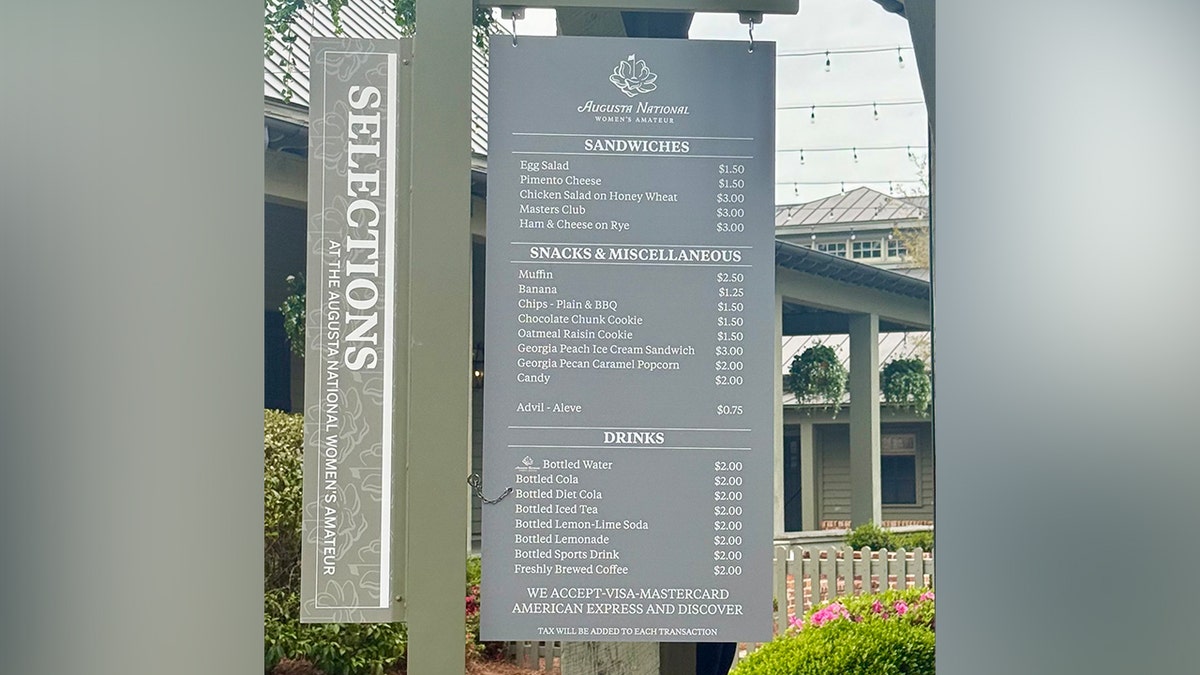 SELECTIONS
AT THE AUGUSTA NATIONAL WOMEN'S AMATEUR
AUGUSTA NATIONAL
WOMEN'S AMATEUR
SANDWICHES
Egg Salad $1.50
Pimento Cheese $1.50
Chicken Salad on Honey Wheat $3.00
Masters Club $3.00
Ham & Cheese on Rye $3.00
SNACKS & MISCELLANEOUS
Muffin $2.50
Banana $1.25
Chips - Plain & BBQ $1.50
Chocolate Chunk Cookie $1.50
Oatmeal Raisin Cookie $1.50
Georgia Peach Ice Cream Sandwich $3.00
Georgia Pecan Caramel Popcorn $2.00
Candy $2.00
Advil - Aleve $0.75
DRINKS
Bottled Water $2.00
Bottled Cola $2.00
Bottled Diet Cola $2.00
Bottled Iced Tea $2.00
Bottled Lemon-Lime Soda $2.00
Bottled Lemonade $2.00
Bottled Sports Drink $2.00
Freshly Brewed Coffee $2.00
WE ACCEPT-VISA-MASTERCARD
AMERICAN EXPRESS AND DISCOVER
TAX WILL BE ADDED TO EACH TRANSACTION